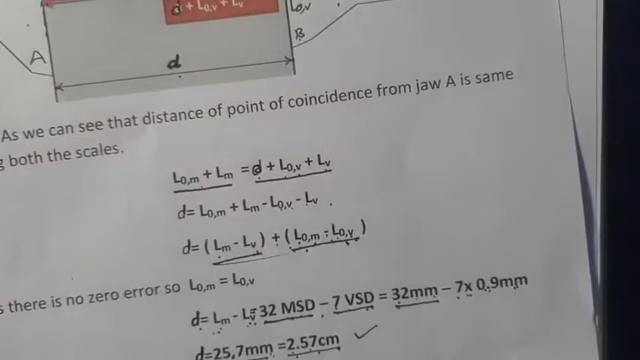 d + L0,v + Lv
L0,v
A
B
d
As we can see that distance of point of coincidence from jaw A is same
g both the scales.
L0,m + Lm = d + L0,v + Lv
d= L0,m + Lm - L0,v - Lv .
d= (Lm - Lv) + (L0,m - L0,v)
s there is no zero error so L0,m = L0,v
d= Lm - Lv= 32 MSD – 7 VSD = 32mm – 7x 0.9mm
d=25,7mm =2.57cm ✓